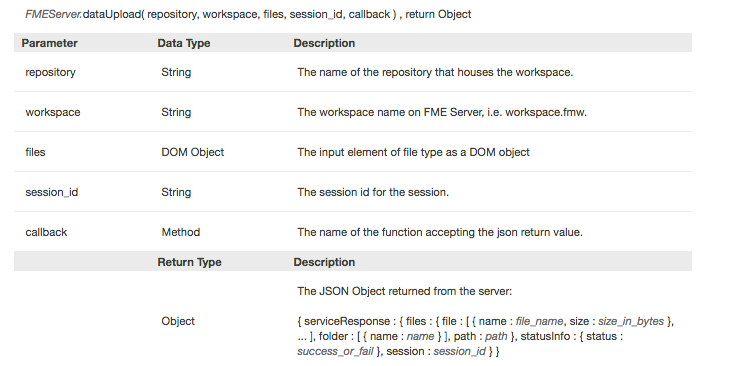 FMEServer.dataUpload( repository, workspace, files, session_id, callback ) , return Object
Parameter Data Type Description
repository String The name of the repository that houses the workspace.
workspace String The workspace name on FME Server, i.e. workspace.fmw.
files DOM Object The input element of file type as a DOM object
session_id String The session id for the session.
callback Method The name of the function accepting the json return value.
Return Type Description
The JSON Object returned from the server:
Object { serviceResponse : { files : { file : [ { name : file_name, size : size_in_bytes },
... ], folder : [ { name : name } ], path : path }, statusInfo : { status :
success_or_fail }, session : session_id } }